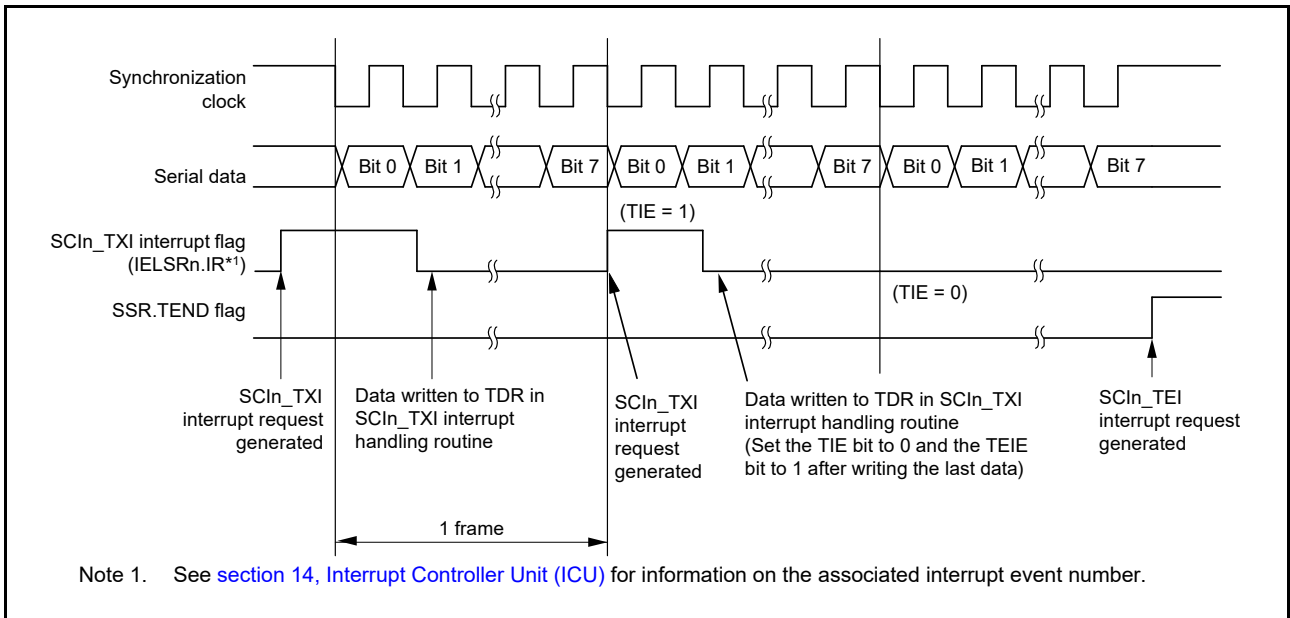 Synchronization
clock
Serial data
Bit 0 Bit 1 Bit 7 Bit 0 Bit 1 Bit 7 Bit 0 Bit 1 Bit 7
(TIE = 1)
SCIn_TXI interrupt flag
(IELSRn.IR*1)
(TIE = 0)
SSR.TEND flag
SCIn_TXI
interrupt request
generated
Data written to TDR in
SCIn_TXI interrupt
handling routine
SCIn_TXI
interrupt
request
generated
Data written to TDR in SCIn_TXI
interrupt handling routine
(Set the TIE bit to 0 and the TEIE
bit to 1 after writing the last data)
SCIn_TEI
interrupt request
generated
1 frame
Note 1. See section 14, Interrupt Controller Unit (ICU) for information on the associated interrupt event number.